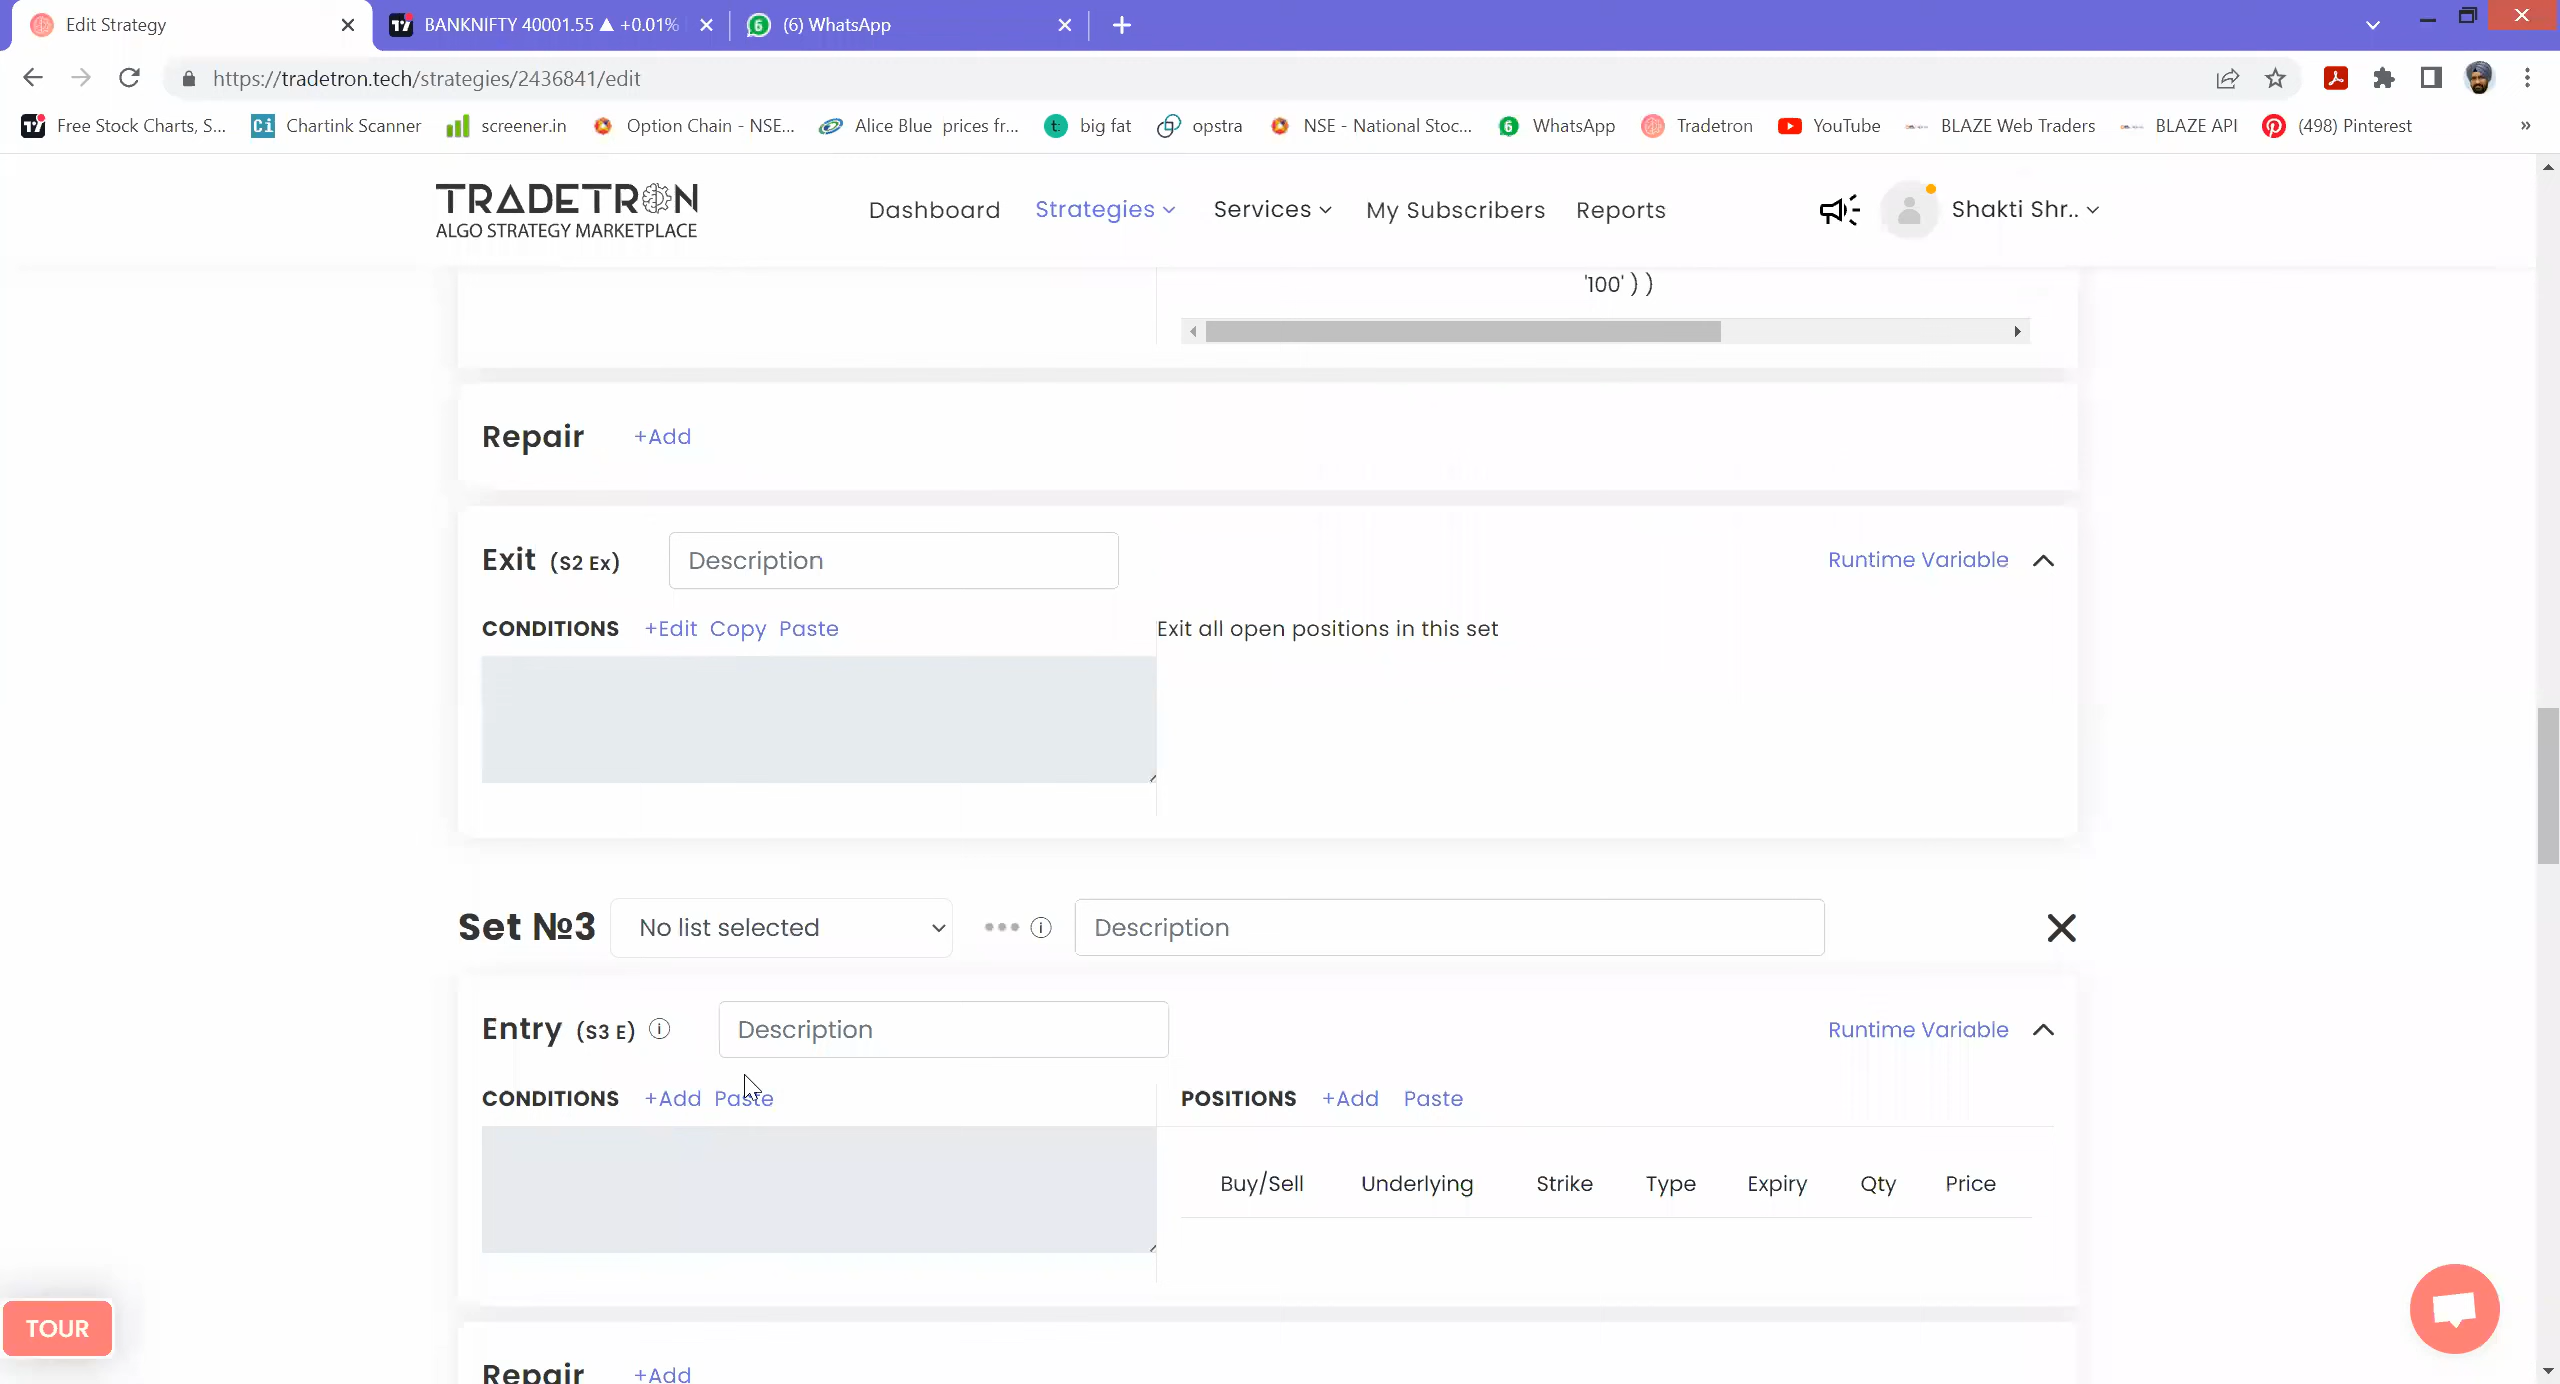 Edit Strategy
BANKNIFTY 40001.55 ▲ +0.01%
(6) WhatsApp
https://tradetron.tech/strategies/2436841/edit
Free Stock Charts, S...
Chartink Scanner
screener.in
Option Chain - NSE...
Alice Blue prices fr...
big fat
opstra
NSE - National Stoc...
WhatsApp
Tradetron
YouTube
BLAZE Web Traders
BLAZE API
(498) Pinterest
»
TRADETRON
ALGO STRATEGY MARKETPLACE
Dashboard
Strategies
Services
My Subscribers
Reports
Shakti Shr..
'100' ) )
Repair +Add
Exit (S2 Ex) Description Runtime Variable
CONDITIONS +Edit Copy Paste Exit all open positions in this set
Set №3 No list selected Description
Entry (S3 E) Description Runtime Variable
CONDITIONS +Add Paste POSITIONS +Add Paste
Buy/Sell Underlying Strike Type Expiry Qty Price
TOUR
Repair +Add